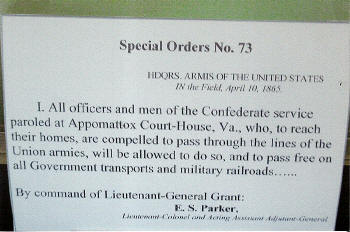 Special Orders No. 73
HDQRS. ARMIS OF THE UNITED STATES
IN the Field, April 10, 1865.
I. All officers and men of the Confederate service
paroled at Appomattox Court-House, Va., who, to reach
their homes, are compelled to pass through the lines of the
Union armies, will be allowed to do so, and to pass free on
all Government transports and military railroads......
By command of Lieutenant-General Grant:
E. S. Parker,
Lieutenant-Colonel and Acting Assistant Adjutant-General